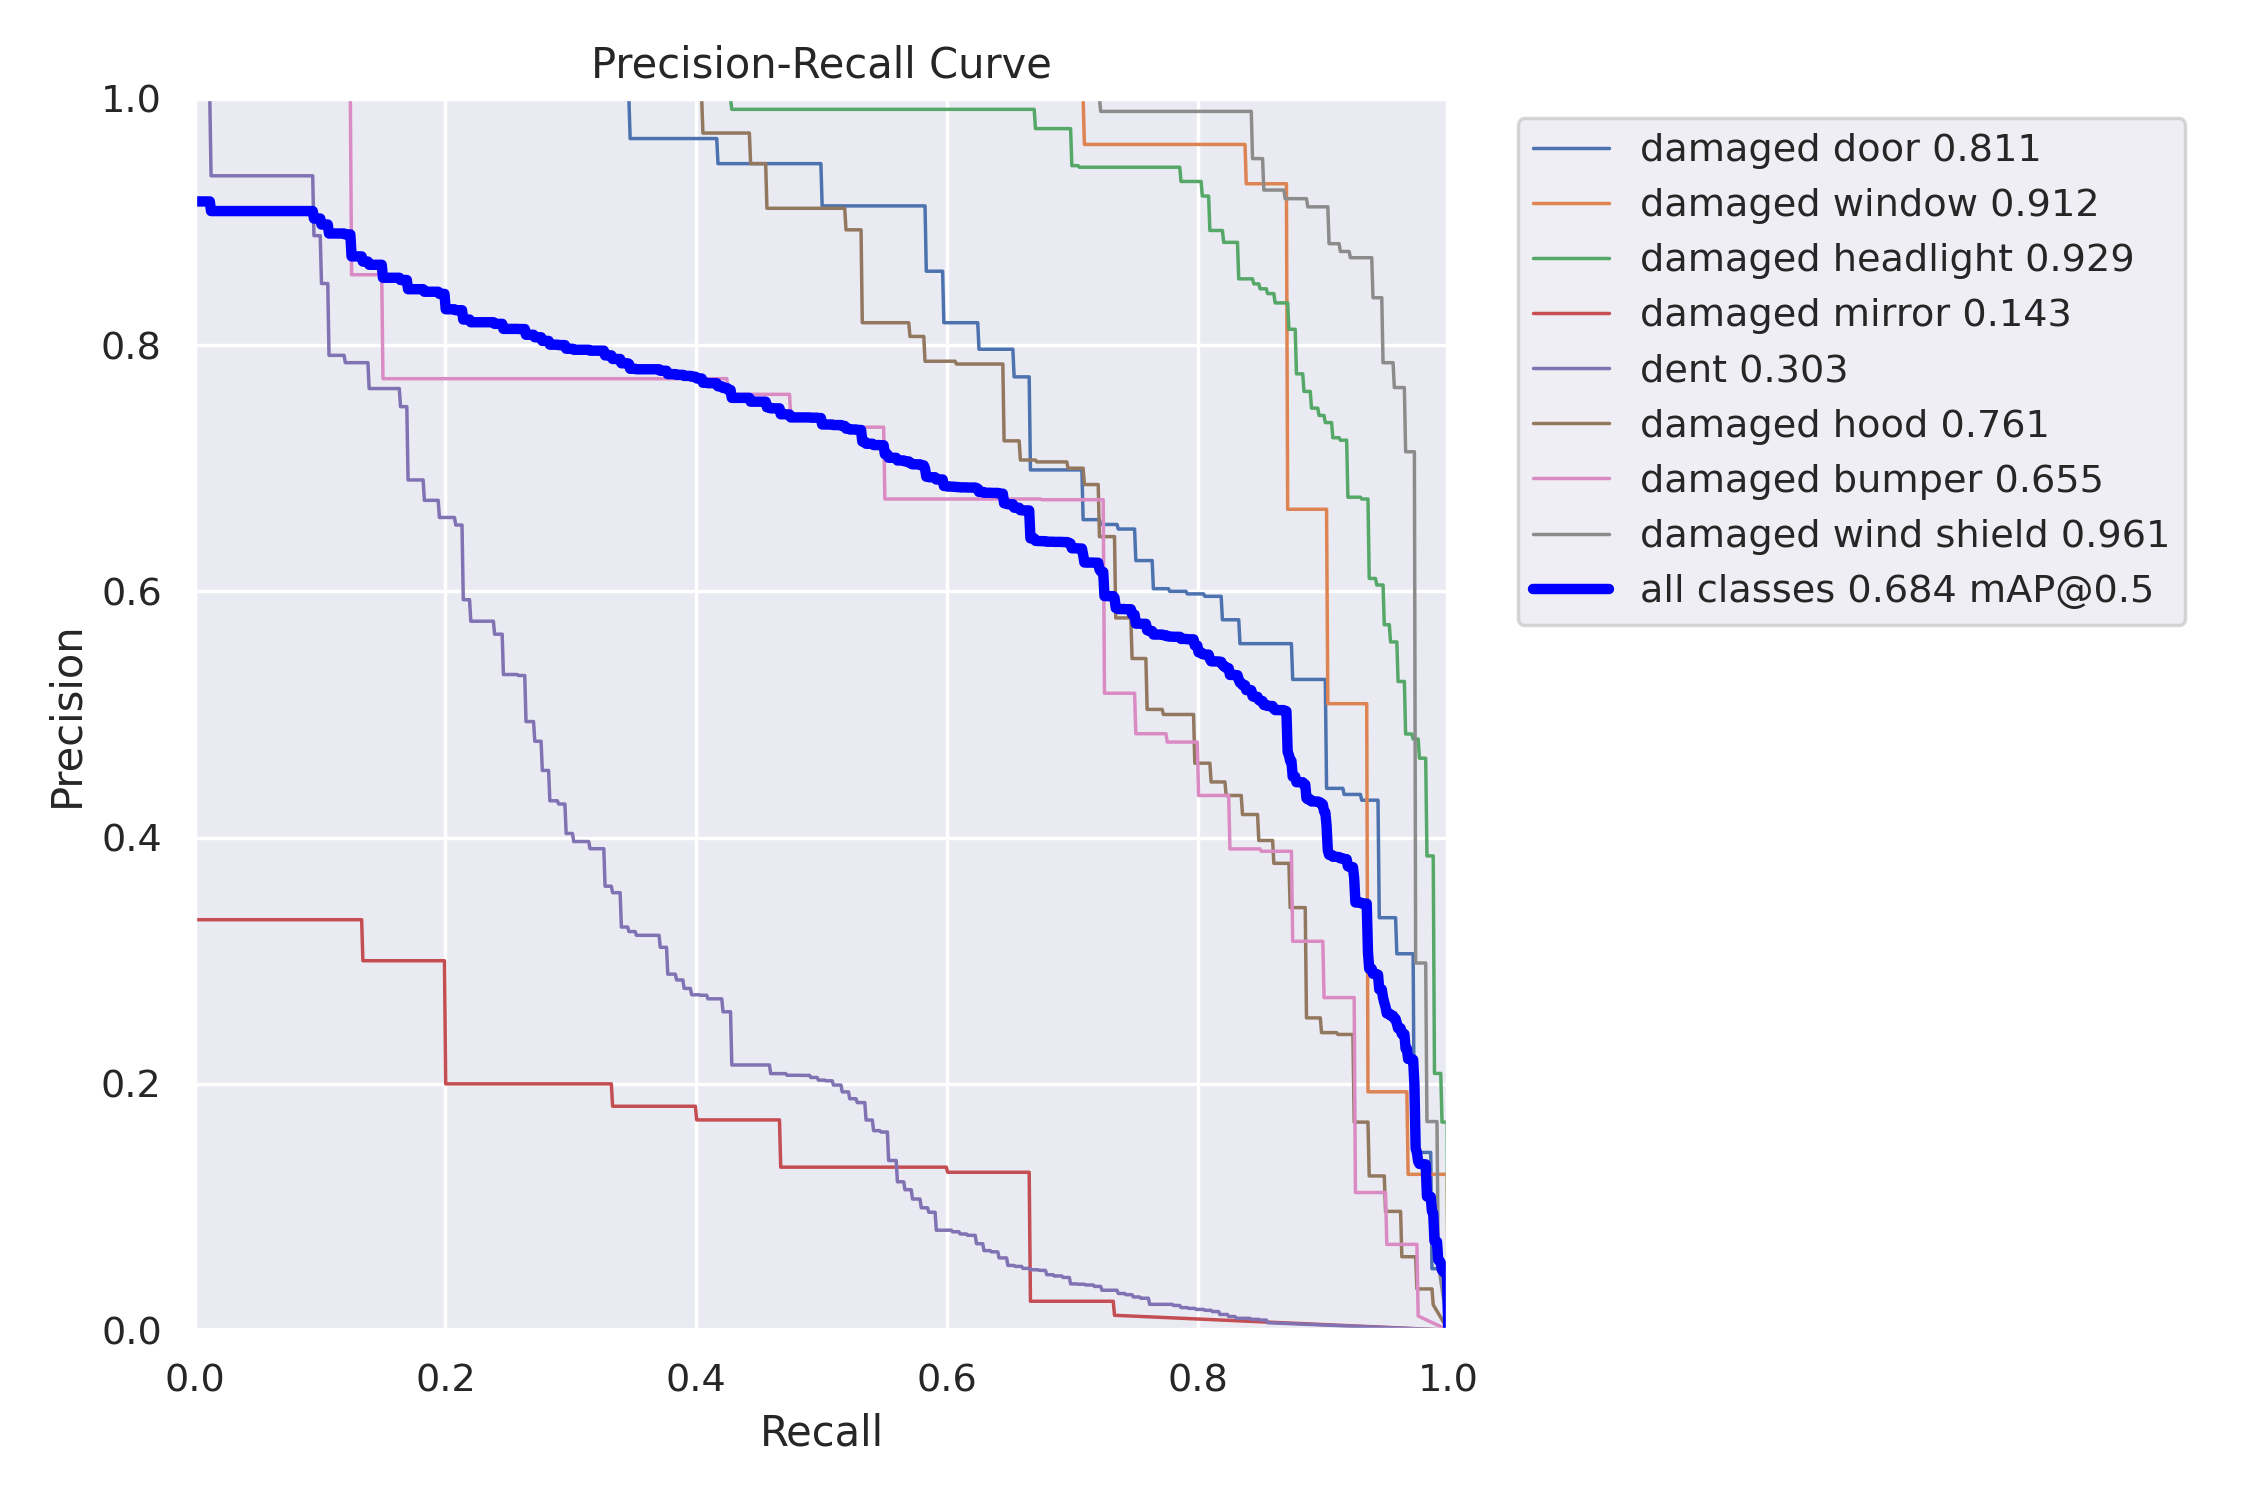 Precision-Recall Curve
1.0
0.8
0.6
0.4
0.2
0.0
Precision
0.0 0.2 0.4 0.6 0.8 1.0
Recall
damaged door 0.811
damaged window 0.912
damaged headlight 0.929
damaged mirror 0.143
dent 0.303
damaged hood 0.761
damaged bumper 0.655
damaged wind shield 0.961
all classes 0.684 mAP@0.5